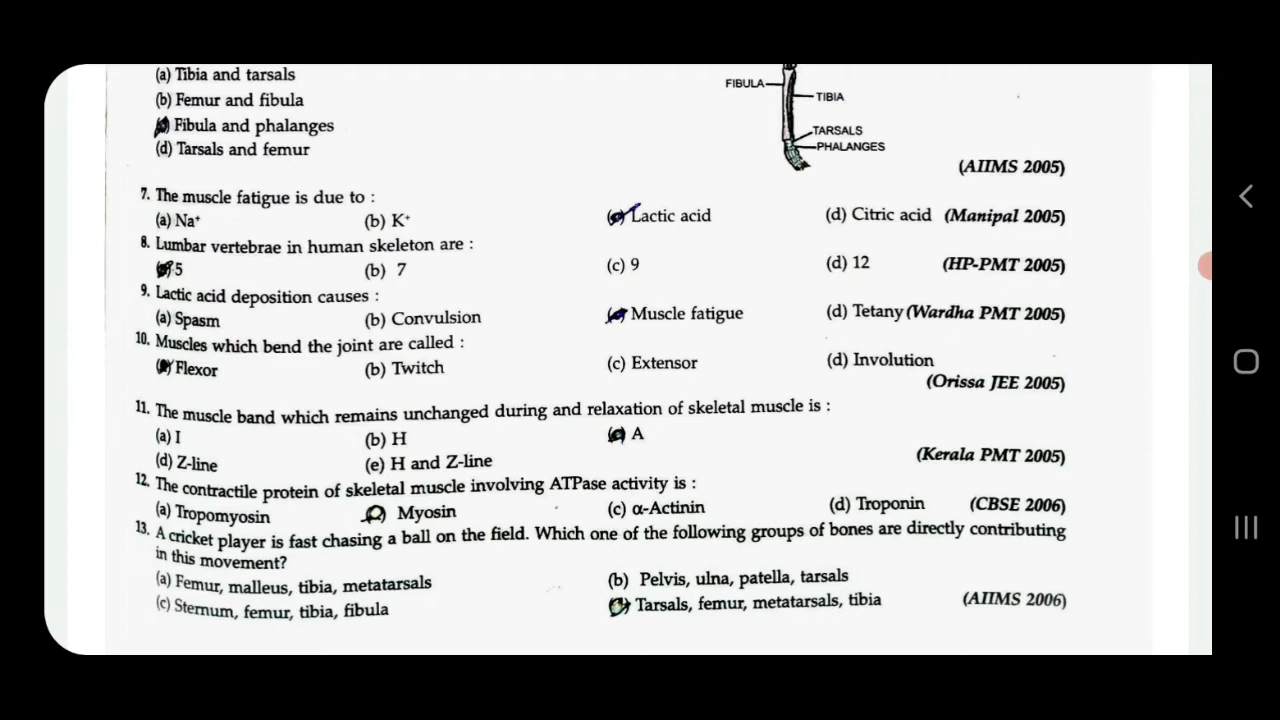 (a) Tibia and tarsals
(b) Femur and fibula
Fibula and phalanges
(d) Tarsals and femur
FIBULA
TIBIA
TARSALS
PHALANGES
(AIIMS 2005)
7. The muscle fatigue is due to :
(a) Na⁺ (b) K⁺ (c) Lactic acid (d) Citric acid (Manipal 2005)
8. Lumbar vertebrae in human skeleton are :
5 (b) 7 (c) 9 (d) 12 (HP-PMT 2005)
9. Lactic acid deposition causes :
(a) Spasm (b) Convulsion Muscle fatigue (d) Tetany (Wardha PMT 2005)
10. Muscles which bend the joint are called :
Flexor (b) Twitch (c) Extensor (d) Involution
(Orissa JEE 2005)
11. The muscle band which remains unchanged during and relaxation of skeletal muscle is :
(a) I (b) H (c) A
(d) Z-line (e) H and Z-line (Kerala PMT 2005)
12. The contractile protein of skeletal muscle involving ATPase activity is :
(a) Tropomyosin Myosin (c) α-Actinin (d) Troponin (CBSE 2006)
13. A cricket player is fast chasing a ball on the field. Which one of the following groups of bones are directly contributing
in this movement?
(a) Femur, malleus, tibia, metatarsals (b) Pelvis, ulna, patella, tarsals
(c) Sternum, femur, tibia, fibula Tarsals, femur, metatarsals, tibia (AIIMS 2006)